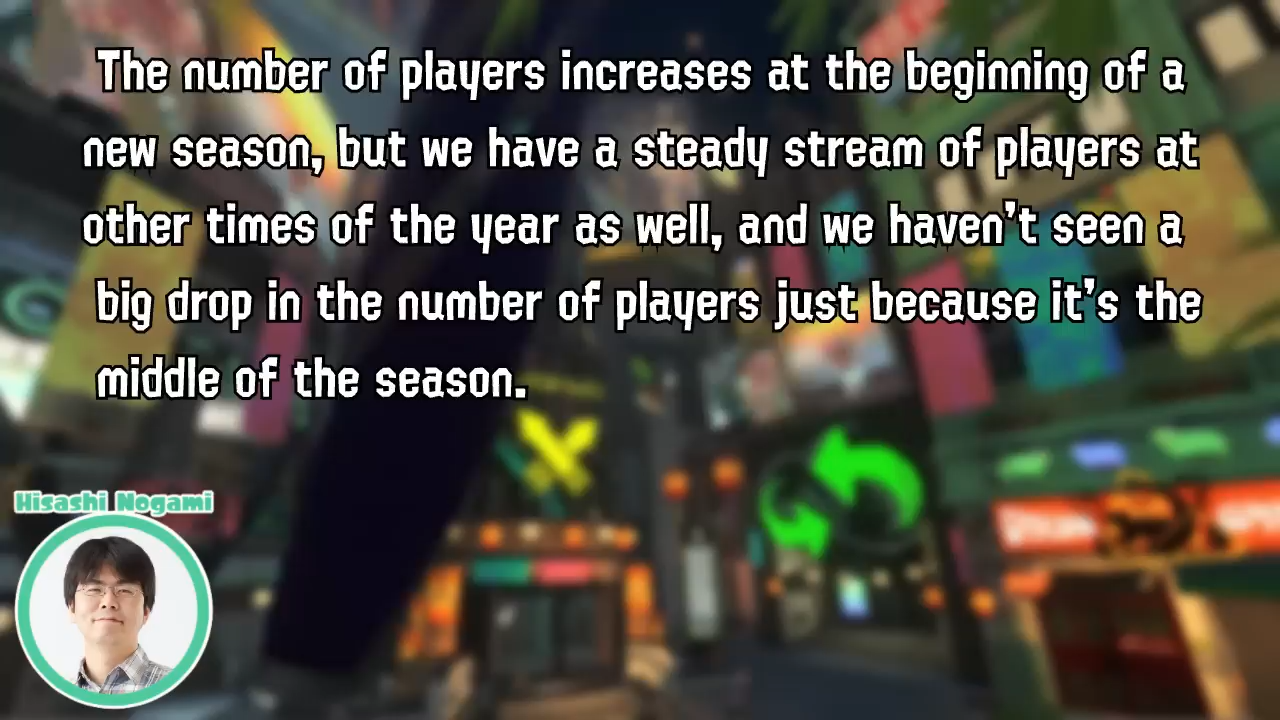 The number of players increases at the beginning of a
new season, but we have a steady stream of players at
other times of the year as well, and we haven't seen a
big drop in the number of players just because it's the
middle of the season.
Hisashi Nogami